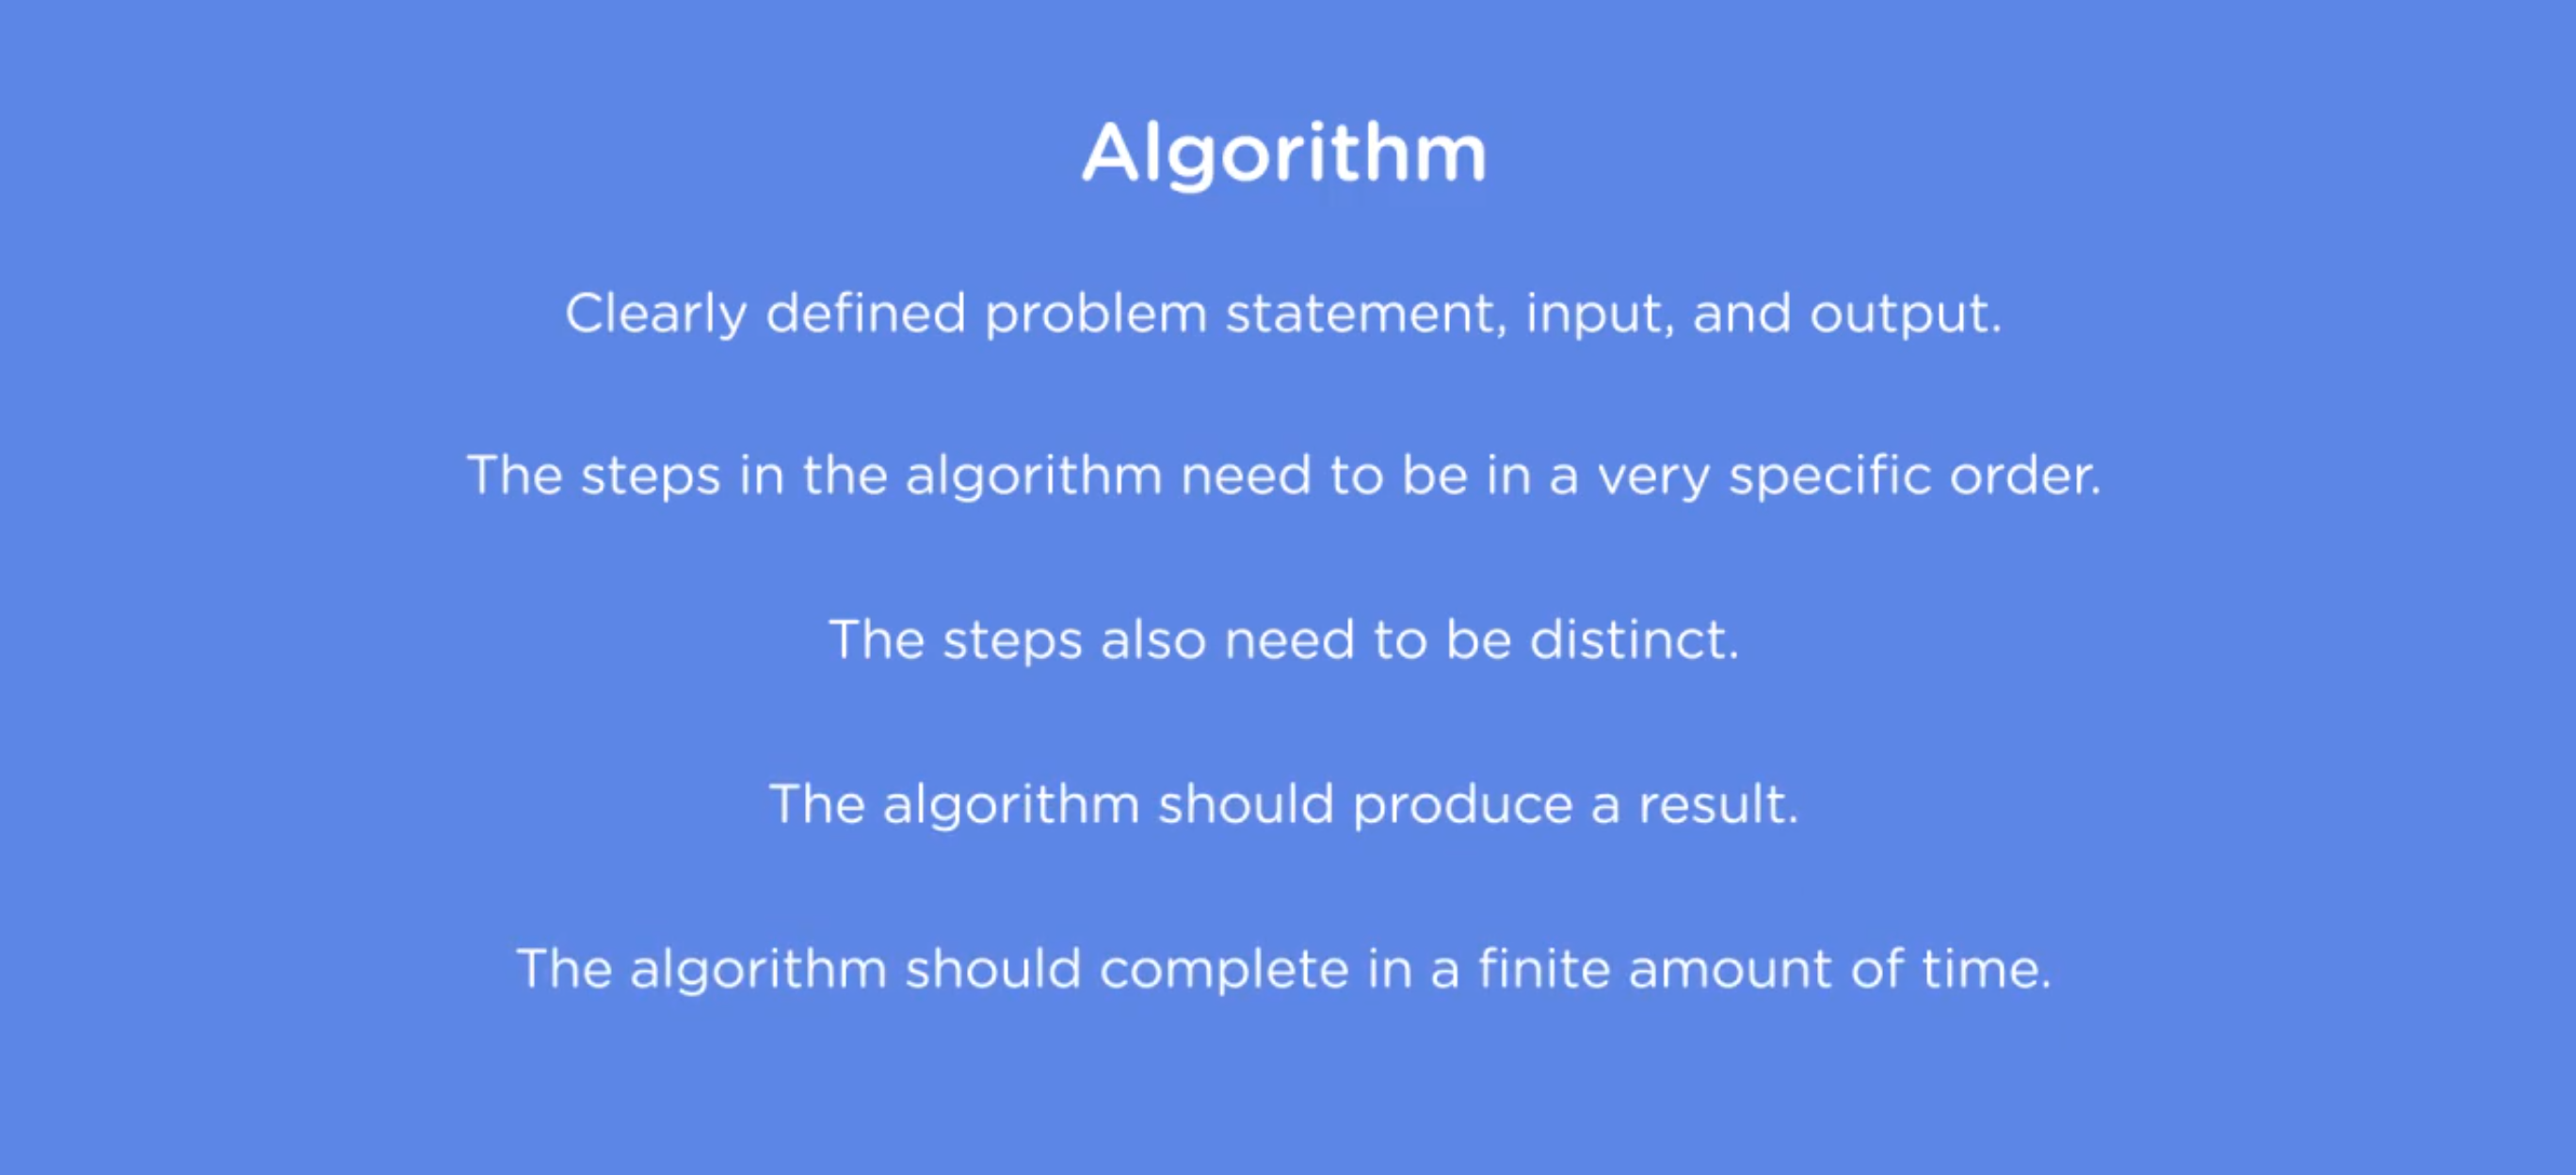 Algorithm
Clearly defined problem statement, input, and output.
The steps in the algorithm need to be in a very specific order.
The steps also need to be distinct.
The algorithm should produce a result.
The algorithm should complete in a finite amount of time.